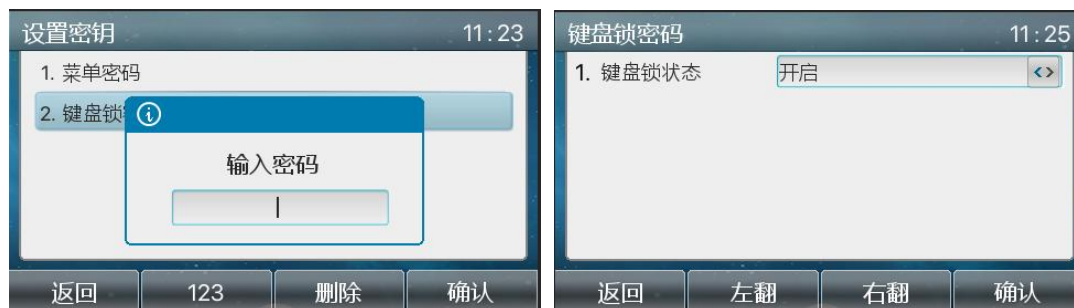 设置密钥 11:23
1. 菜单密码
2. 键盘锁
输入密码
返回 123 删除 确认
键盘锁密码 11:25
1. 键盘锁状态 开启 <>
返回 左翻 右翻 确认